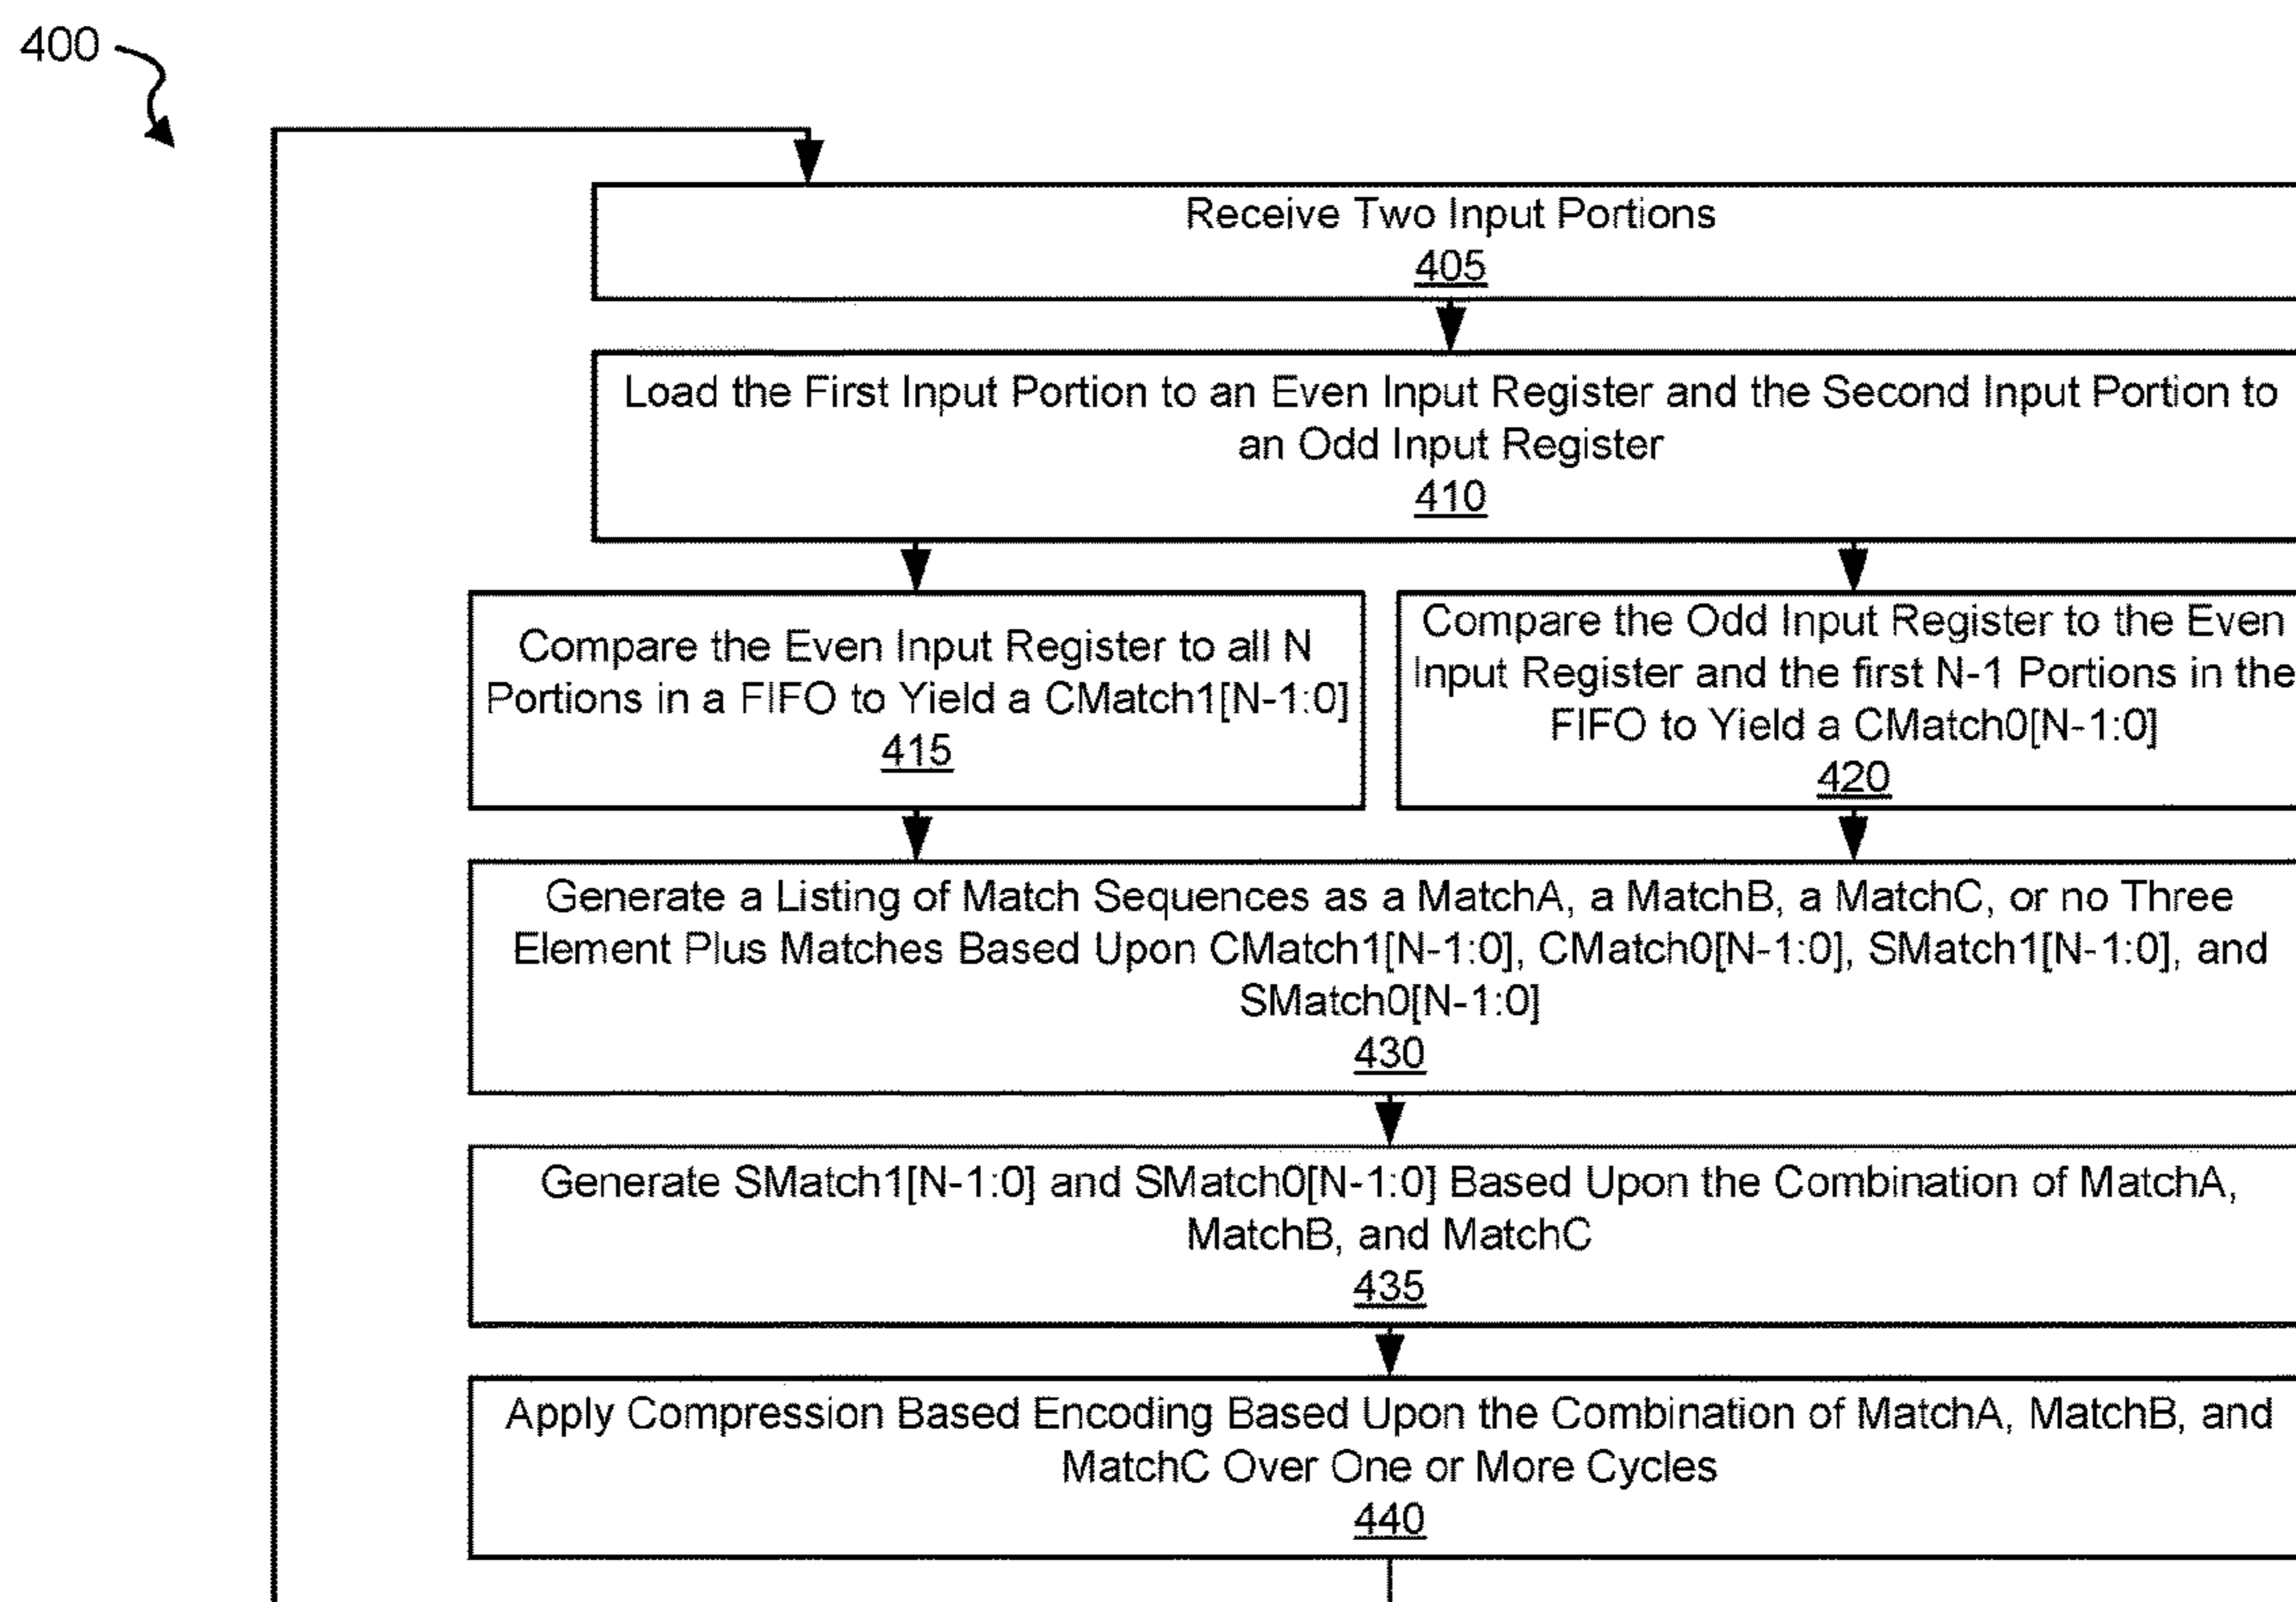 400
Receive Two Input Portions
405
Load the First Input Portion to an Even Input Register and the Second Input Portion to
an Odd Input Register
410
Compare the Even Input Register to all N
Portions in a FIFO to Yield a CMatch1[N-1:0]
415
Compare the Odd Input Register to the Even
Input Register and the first N-1 Portions in the
FIFO to Yield a CMatch0[N-1:0]
420
Generate a Listing of Match Sequences as a MatchA, a MatchB, a MatchC, or no Three
Element Plus Matches Based Upon CMatch1[N-1:0], CMatch0[N-1:0], SMatch1[N-1:0], and
SMatch0[N-1:0]
430
Generate SMatch1[N-1:0] and SMatch0[N-1:0] Based Upon the Combination of MatchA,
MatchB, and MatchC
435
Apply Compression Based Encoding Based Upon the Combination of MatchA, MatchB, and
MatchC Over One or More Cycles
440